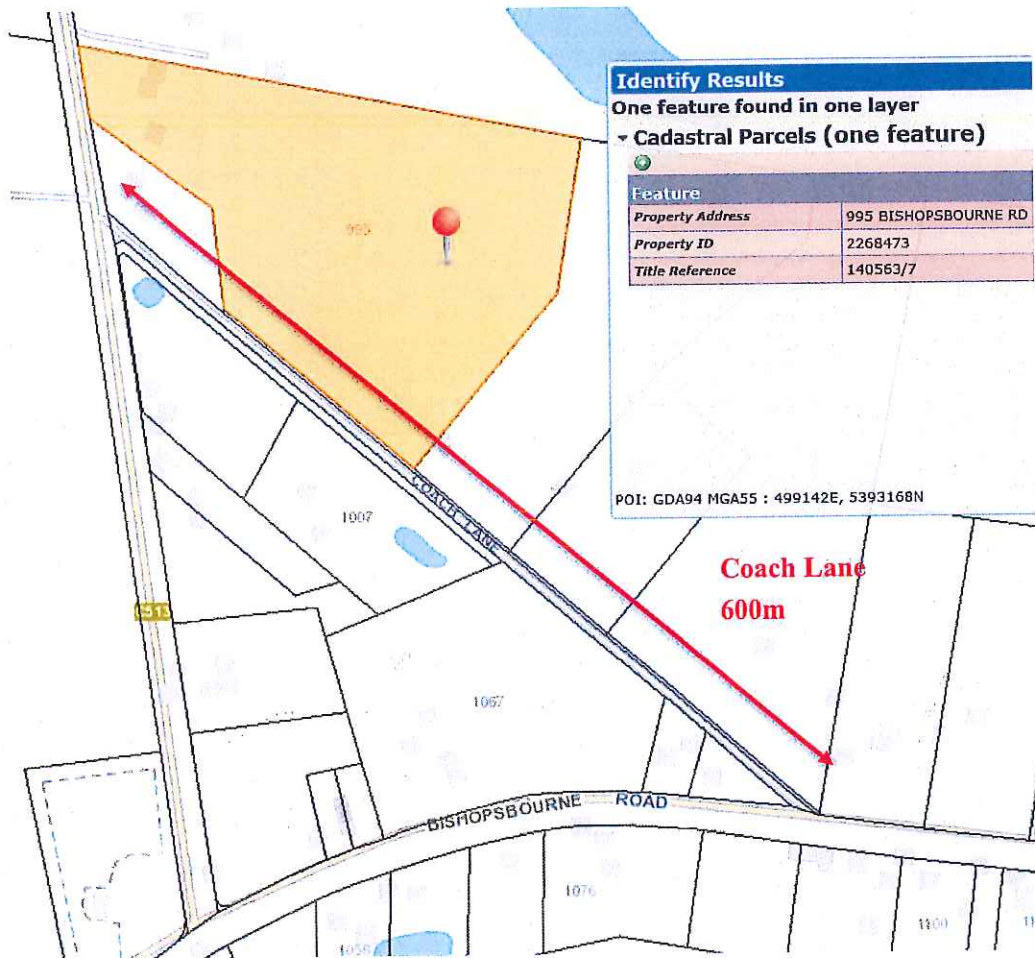 Identify Results
One feature found in one layer
Cadastral Parcels (one feature)
Feature
Property Address 995 BISHOPSBOURNE RD
Property ID 2268473
Title Reference 140563/7
995
COACH LANE
1007
POI: GDA94 MGA55 : 499142E, 5393168N
Coach Lane
600m
1067
BISHOPSBOURNE ROAD
1076
1100